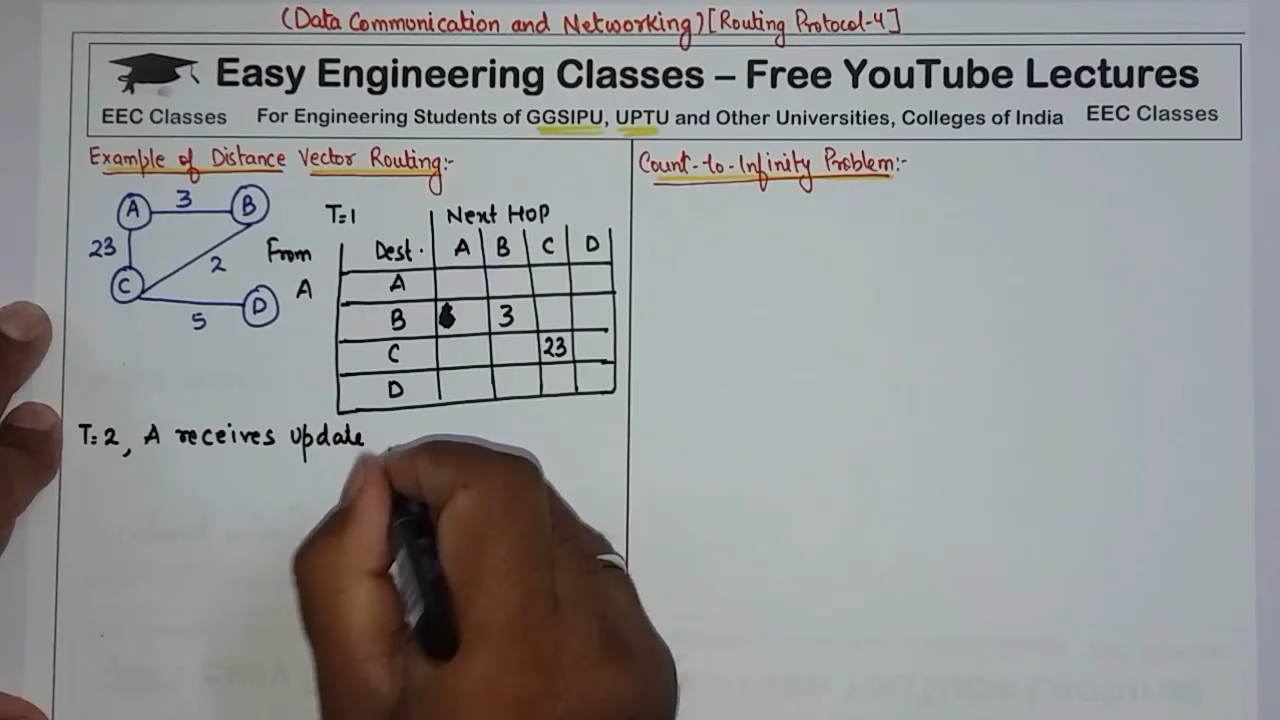 (Data Communication and Networking) [Routing Protocol-4]
Easy Engineering Classes – Free YouTube Lectures
EEC Classes For Engineering Students of GGSIPU, UPTU and Other Universities, Colleges of India EEC Classes
Example of Distance Vector Routing:-
A 3 B
23
2
C
5
D
T=1 Next Hop
From A
Dest. A B C D
A
B 3
C 23
D
T=2, A receives update
Count-to-Infinity Problem:-